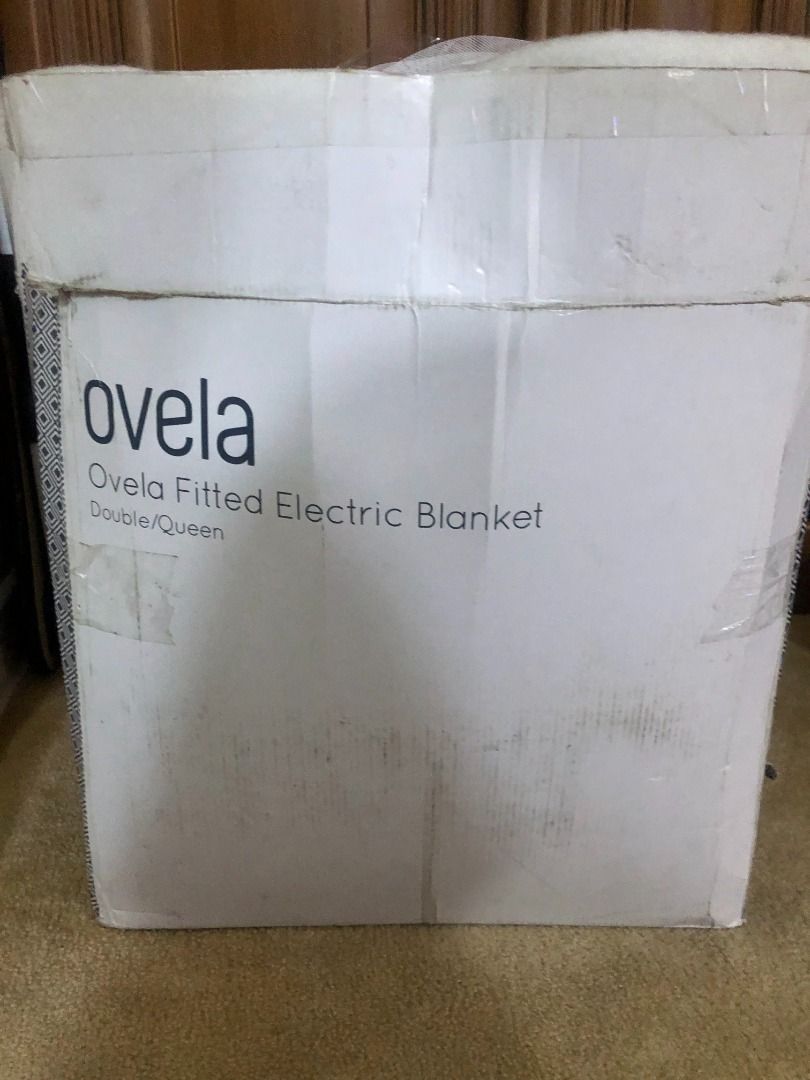 ovela
Ovela Fitted Electric Blanket
Double/Queen